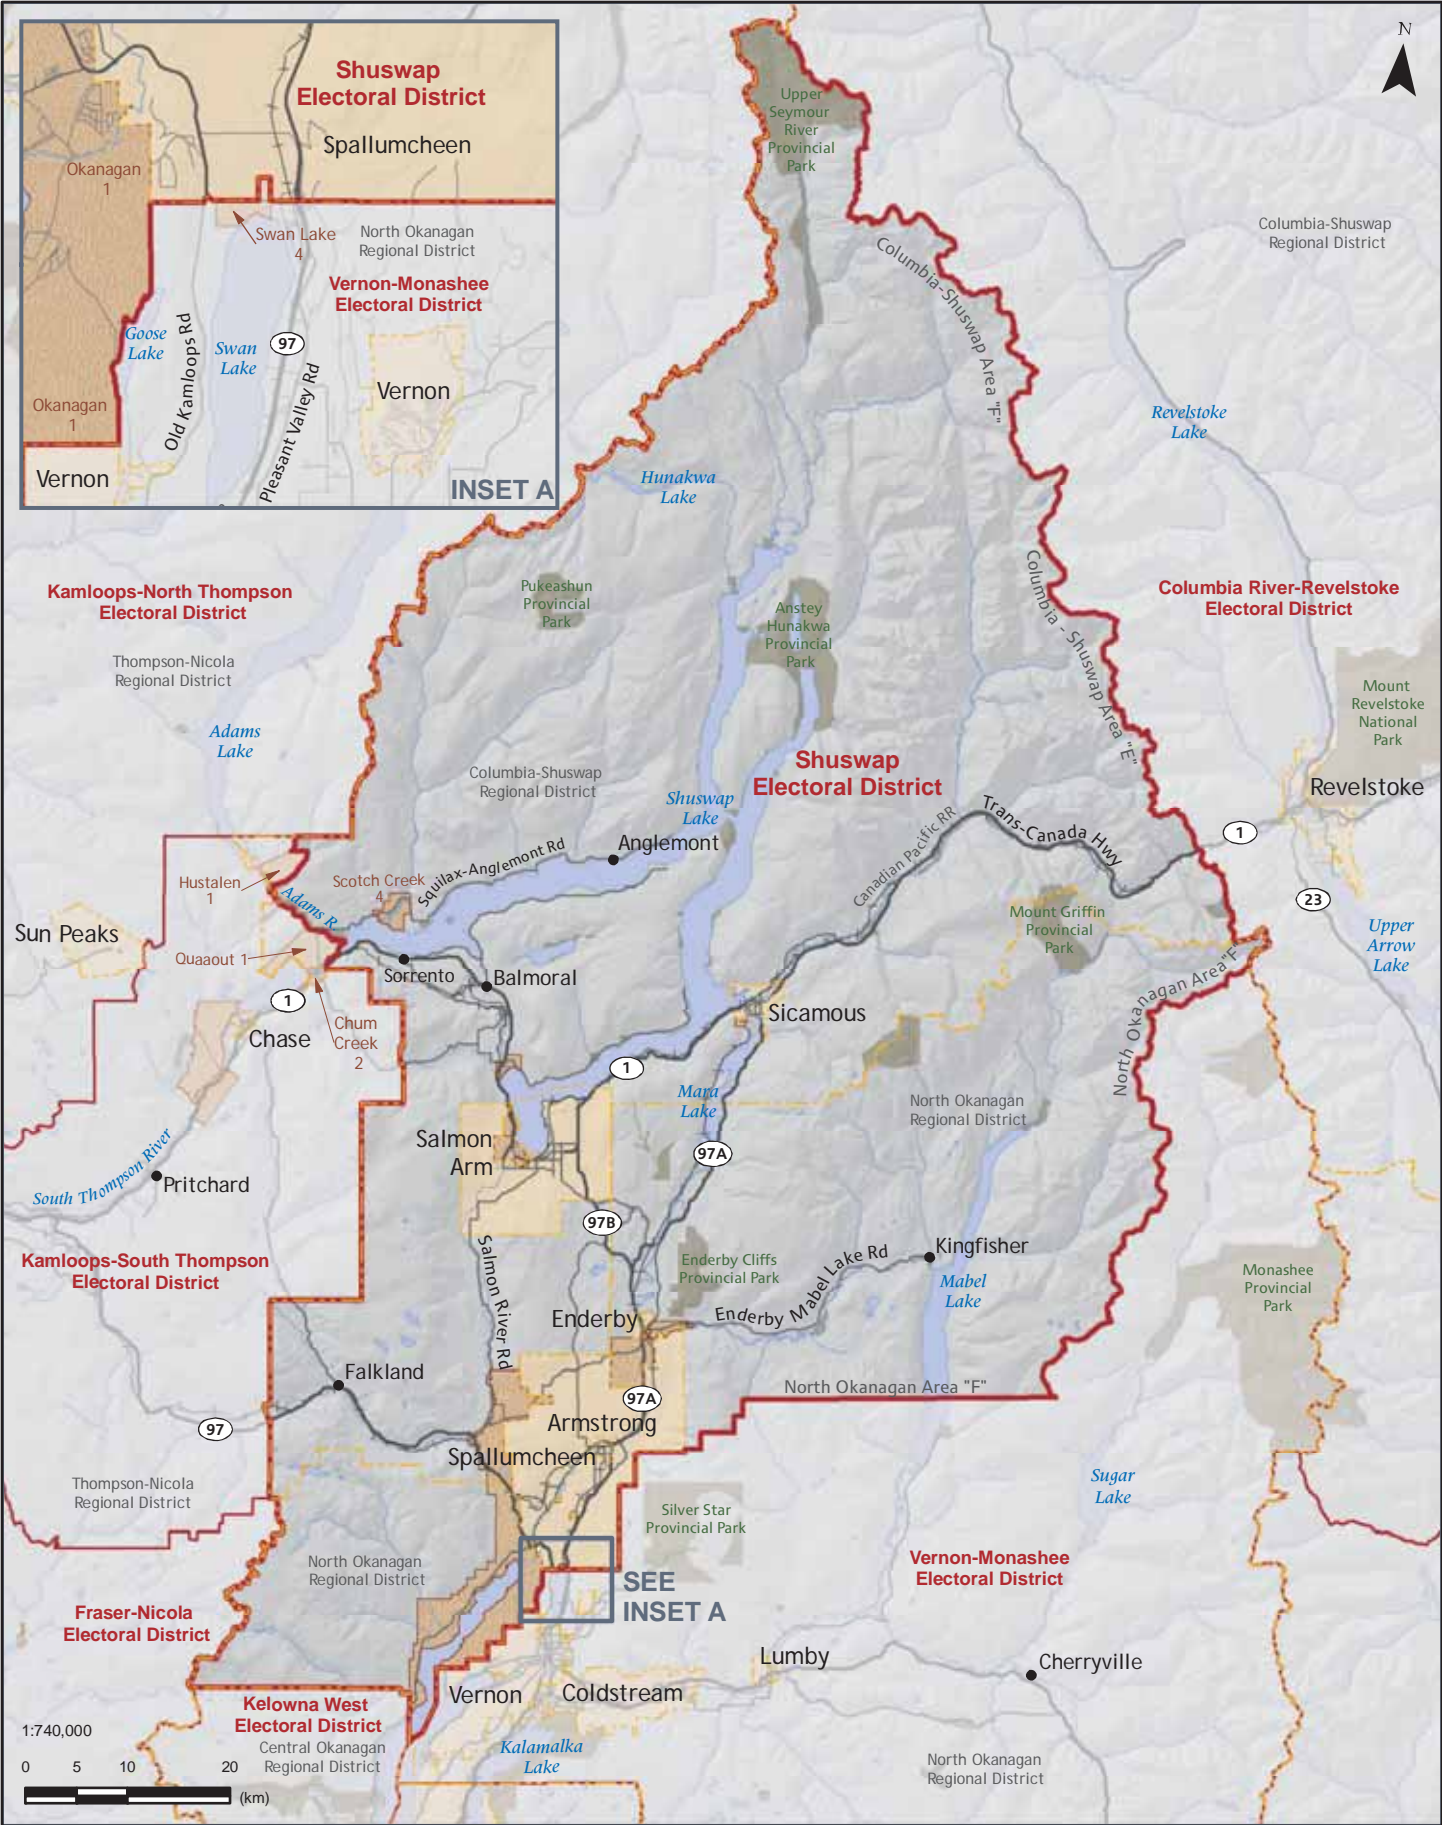 Shuswap
Electoral District
Spallumcheen
Okanagan
1
Swan Lake
4
North Okanagan
Regional District
Vernon-Monashee
Electoral District
Goose
Lake
Old Kamloops Rd
Swan
Lake
97
Pleasant Valley Rd
Vernon
Okanagan
1
Vernon
INSET A
N
Upper
Seymour
River
Provincial
Park
Columbia-Shuswap
Regional District
Columbia-Shuswap Area "F"
Revelstoke
Lake
Hunakwa
Lake
Kamloops-North Thompson
Electoral District
Pukeashun
Provincial
Park
Anstey
Hunakwa
Provincial
Park
Columbia - Shuswap Area "E"
Columbia River-Revelstoke
Electoral District
Thompson-Nicola
Regional District
Mount
Revelstoke
National
Park
Adams
Lake
Columbia-Shuswap
Regional District
Shuswap
Electoral District
Shuswap
Lake
Revelstoke
Canadian Pacific RR
Trans-Canada Hwy
1
Anglemont
Squilax-Anglemont Rd
Hustalen
1
Scotch Creek
4
Adams R.
23
Sun Peaks
Mount Griffin
Provincial
Park
Upper
Arrow
Lake
Quaaout 1
Sorrento
Balmoral
North Okanagan Area "F"
1
Chase
Chum
Creek
2
Sicamous
1
Mara
Lake
North Okanagan
Regional District
Salmon
Arm
97A
South Thompson River
Pritchard
97B
Salmon River Rd
Kamloops-South Thompson
Electoral District
Enderby Cliffs
Provincial Park
Enderby Mabel Lake Rd
Kingfisher
Mabel
Lake
Monashee
Provincial
Park
Enderby
Falkland
North Okanagan Area "F"
97A
97
Armstrong
Spallumcheen
Thompson-Nicola
Regional District
Sugar
Lake
Silver Star
Provincial Park
North Okanagan
Regional District
Vernon-Monashee
Electoral District
SEE
INSET A
Fraser-Nicola
Electoral District
Lumby
Cherryville
Vernon
Coldstream
Kelowna West
Electoral District
Central Okanagan
Regional District
Kalamalka
Lake
North Okanagan
Regional District
1:740,000
0 5 10 20
(km)